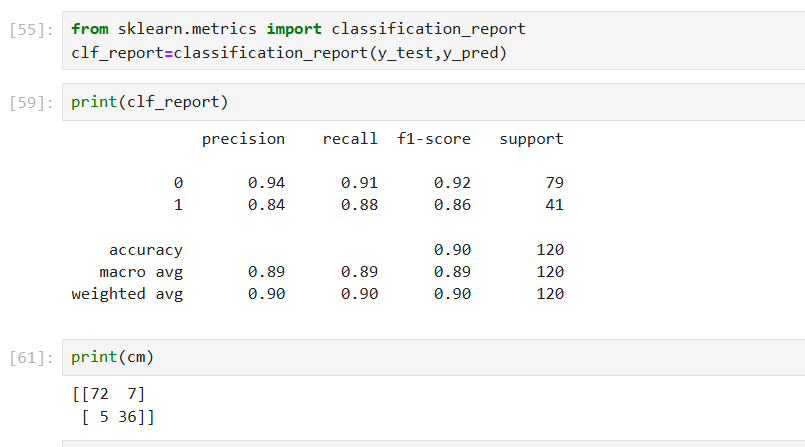 [55]: from sklearn.metrics import classification_report
clf_report=classification_report(y_test,y_pred)
[59]: print(clf_report)
precision recall f1-score support
0 0.94 0.91 0.92 79
1 0.84 0.88 0.86 41
accuracy 0.90 120
macro avg 0.89 0.89 0.89 120
weighted avg 0.90 0.90 0.90 120
[61]: print(cm)
[[72 7]
[ 5 36]]